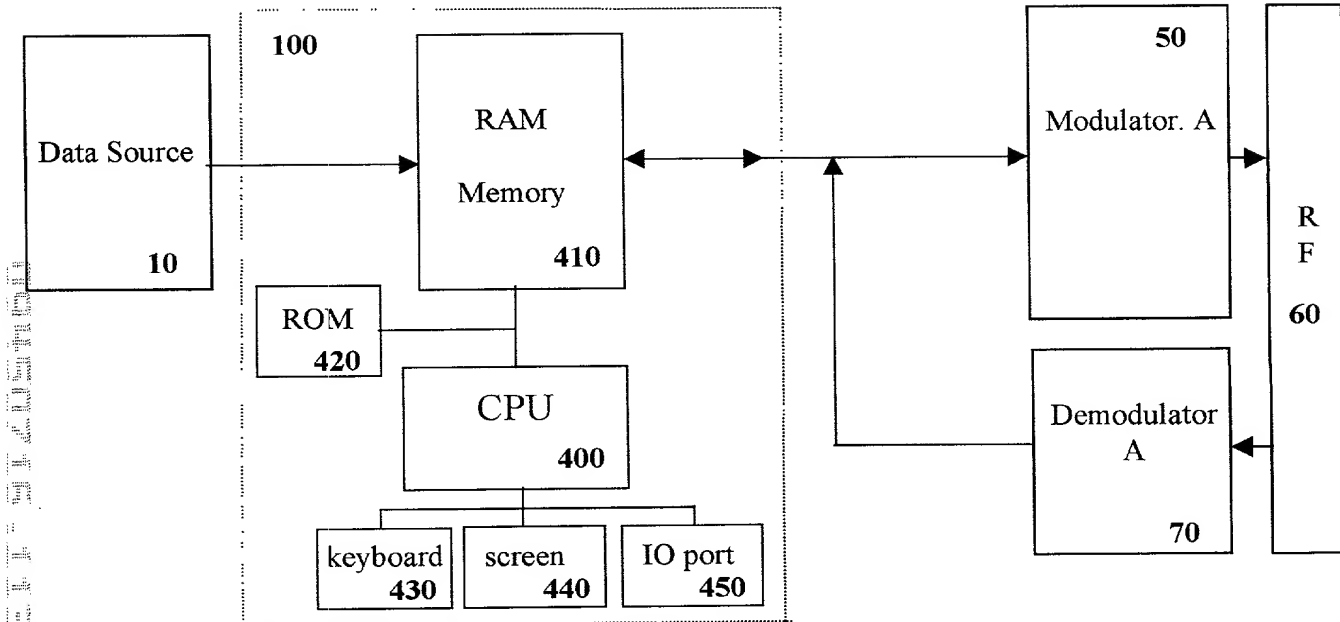 Data Source
10
100
RAM
Memory
410
ROM
420
CPU
400
keyboard
430
screen
440
IO port
450
50
Modulator. A
R
F
60
Demodulator
A
70